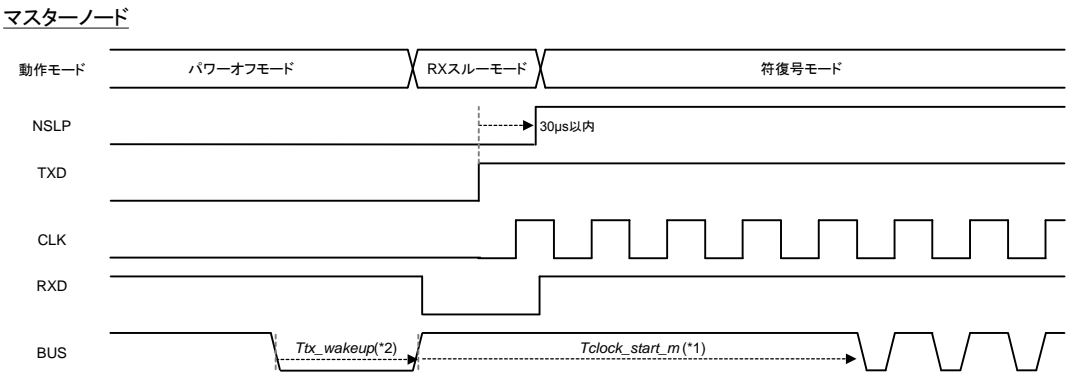 マスターノード
動作モード
パワーオフモード
RXスルーモード
符復号モード
NSLP
30μs以内
TXD
CLK
RXD
BUS
Ttx_wakeup(*2)
Tclock_start_m(*1)